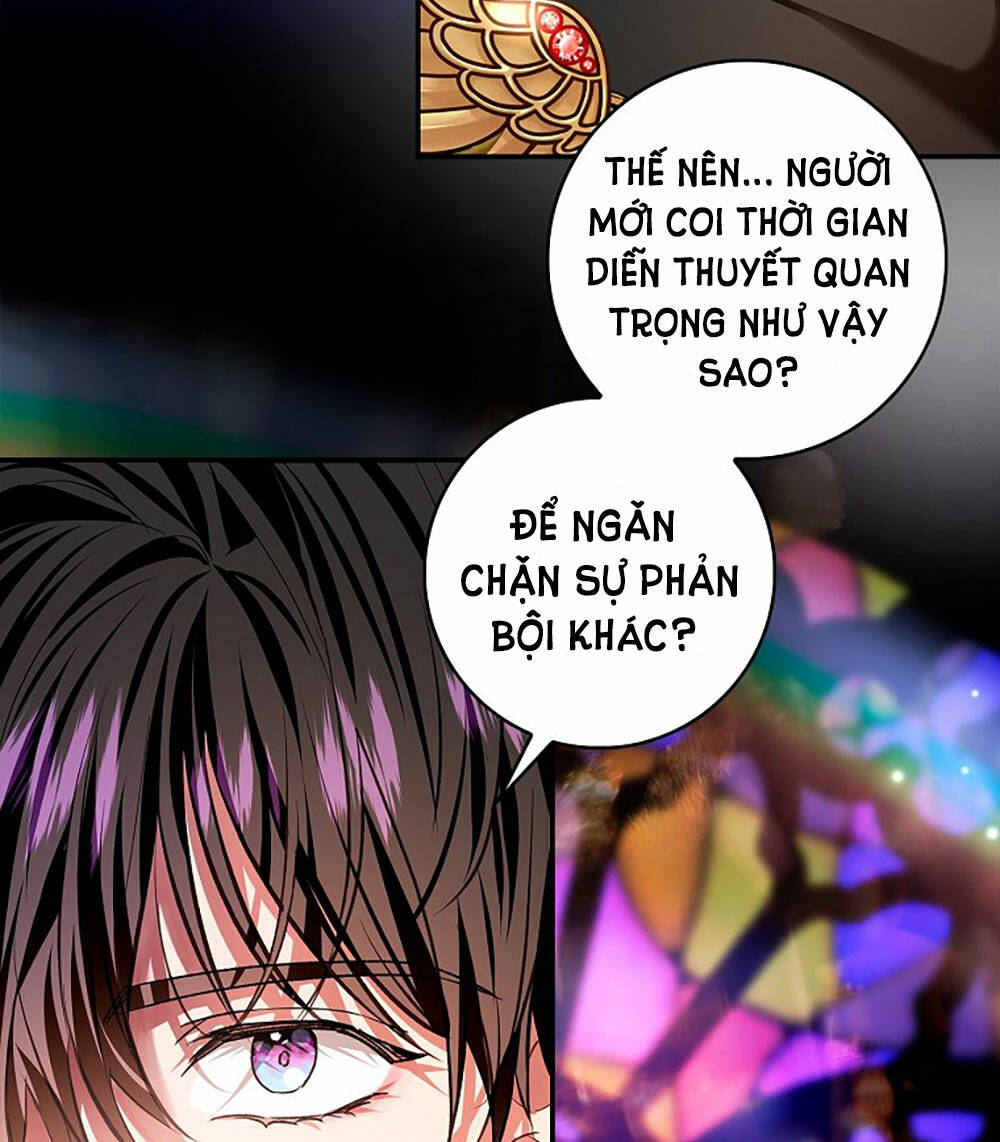 THẾ NÊN... NGƯỜI
MỚI COI THỜI GIAN
DIỄN THUYẾT QUAN
TRỌNG NHƯ VẬY
SAO?
ĐỂ NGĂN
CHẶN SỰ PHẢN
BỘI KHÁC?